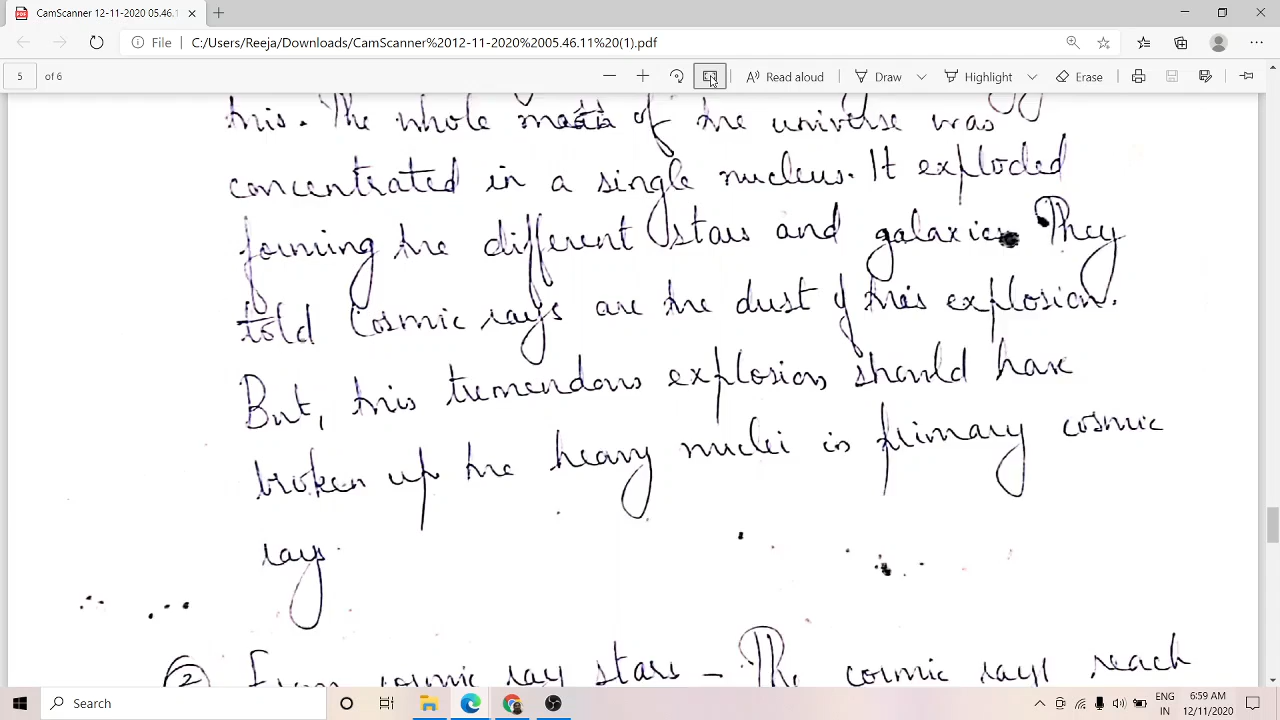 CamScanner 12-11-2020 05.46.1
File C:/Users/Reeja/Downloads/CamScanner%2012-11-2020%2005.46.11%20(1).pdf
5 of 6 Read aloud Draw Highlight Erase
this. The whole mass of the universe was
concentrated in a single nucleus. It exploded
forming the different stars and galaxies They
told Cosmic rays are the dust of this explosion.
But, this tremendous explosion should have
broken up the heavy nuclei in primary cosmic
rays.
② From cosmic ray stars – The cosmic rays reach
Search
ENG
IN
6:59 AM
12/11/2020